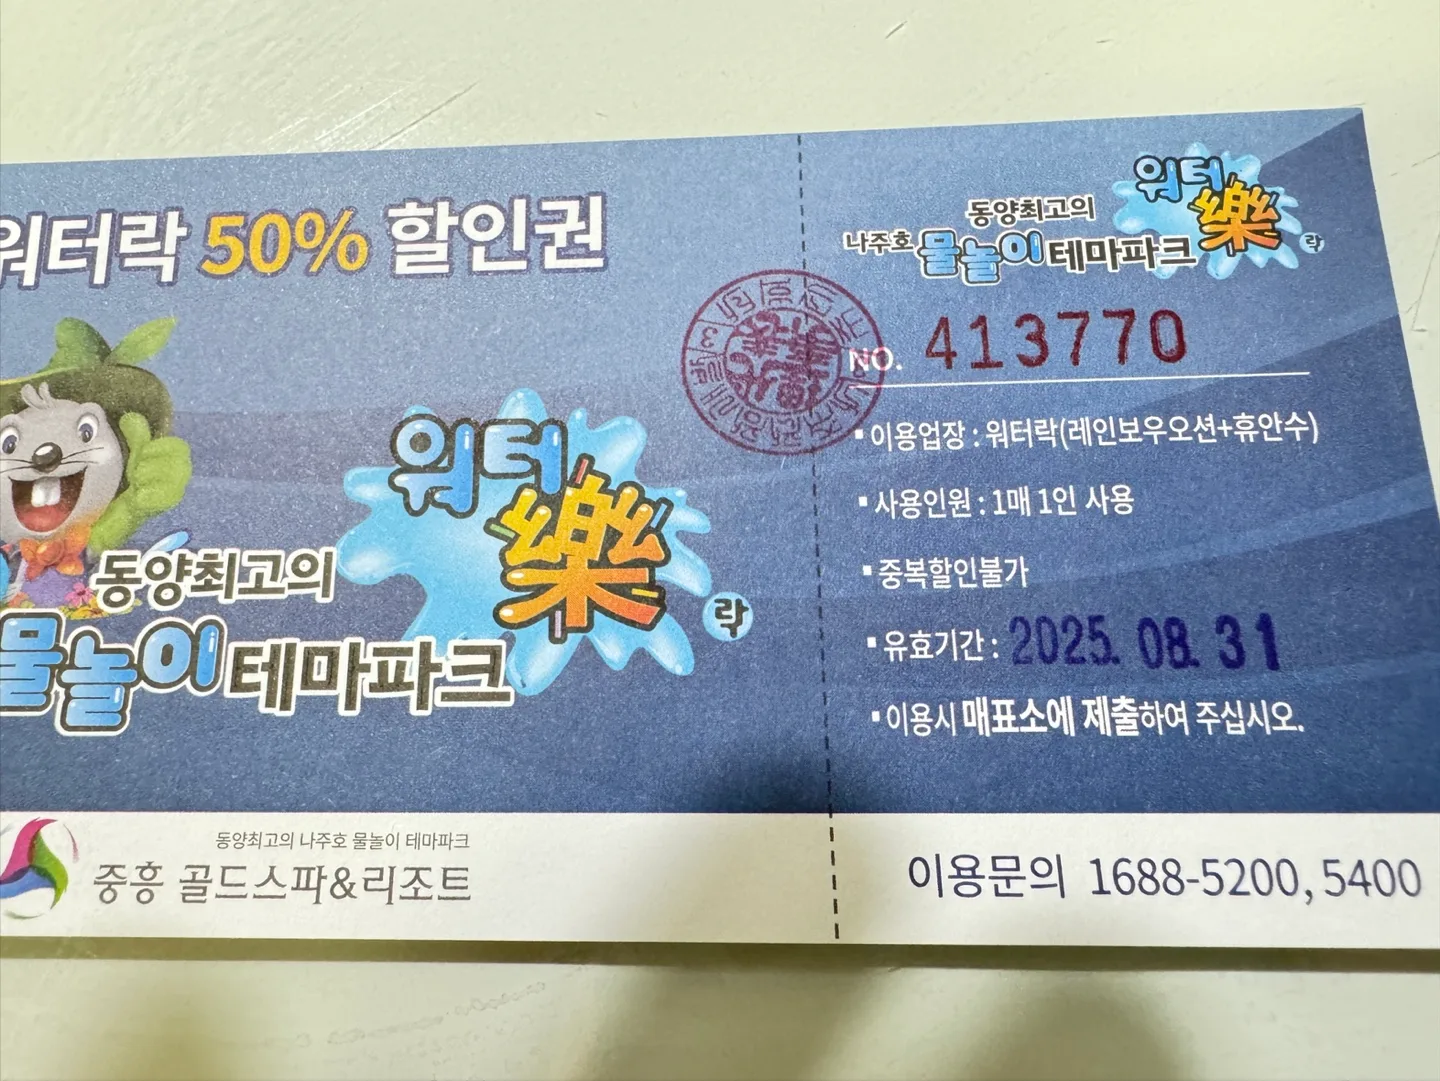 워터락 50% 할인권
워터
樂
락
동양최고의
물놀이 테마파크
동양최고의 나주호 물놀이 테마파크
중흥 골드스파&리조트
워터
樂
락
동양최고의
나주호 물놀이 테마파크
NO. 413770
▪이용업장 : 워터락(레인보우오션+휴안수)
▪사용인원 : 1매 1인 사용
▪중복할인불가
▪유효기간 : 2025. 08. 31
▪이용시 매표소에 제출하여 주십시오.
이용문의 1688-5200, 5400